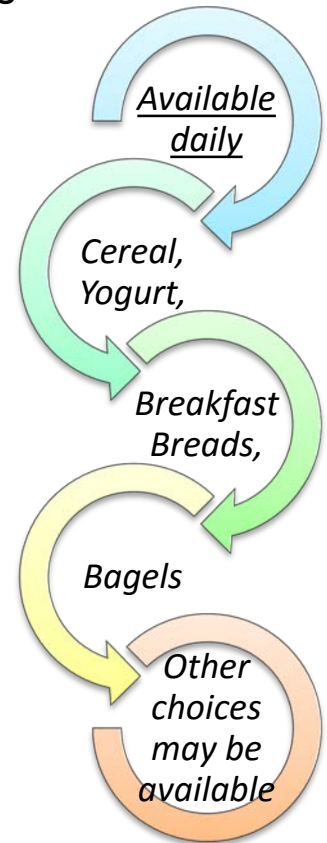 Available
daily
Cereal,
Yogurt,
Breakfast
Breads,
Bagels
Other
choices
may be
available